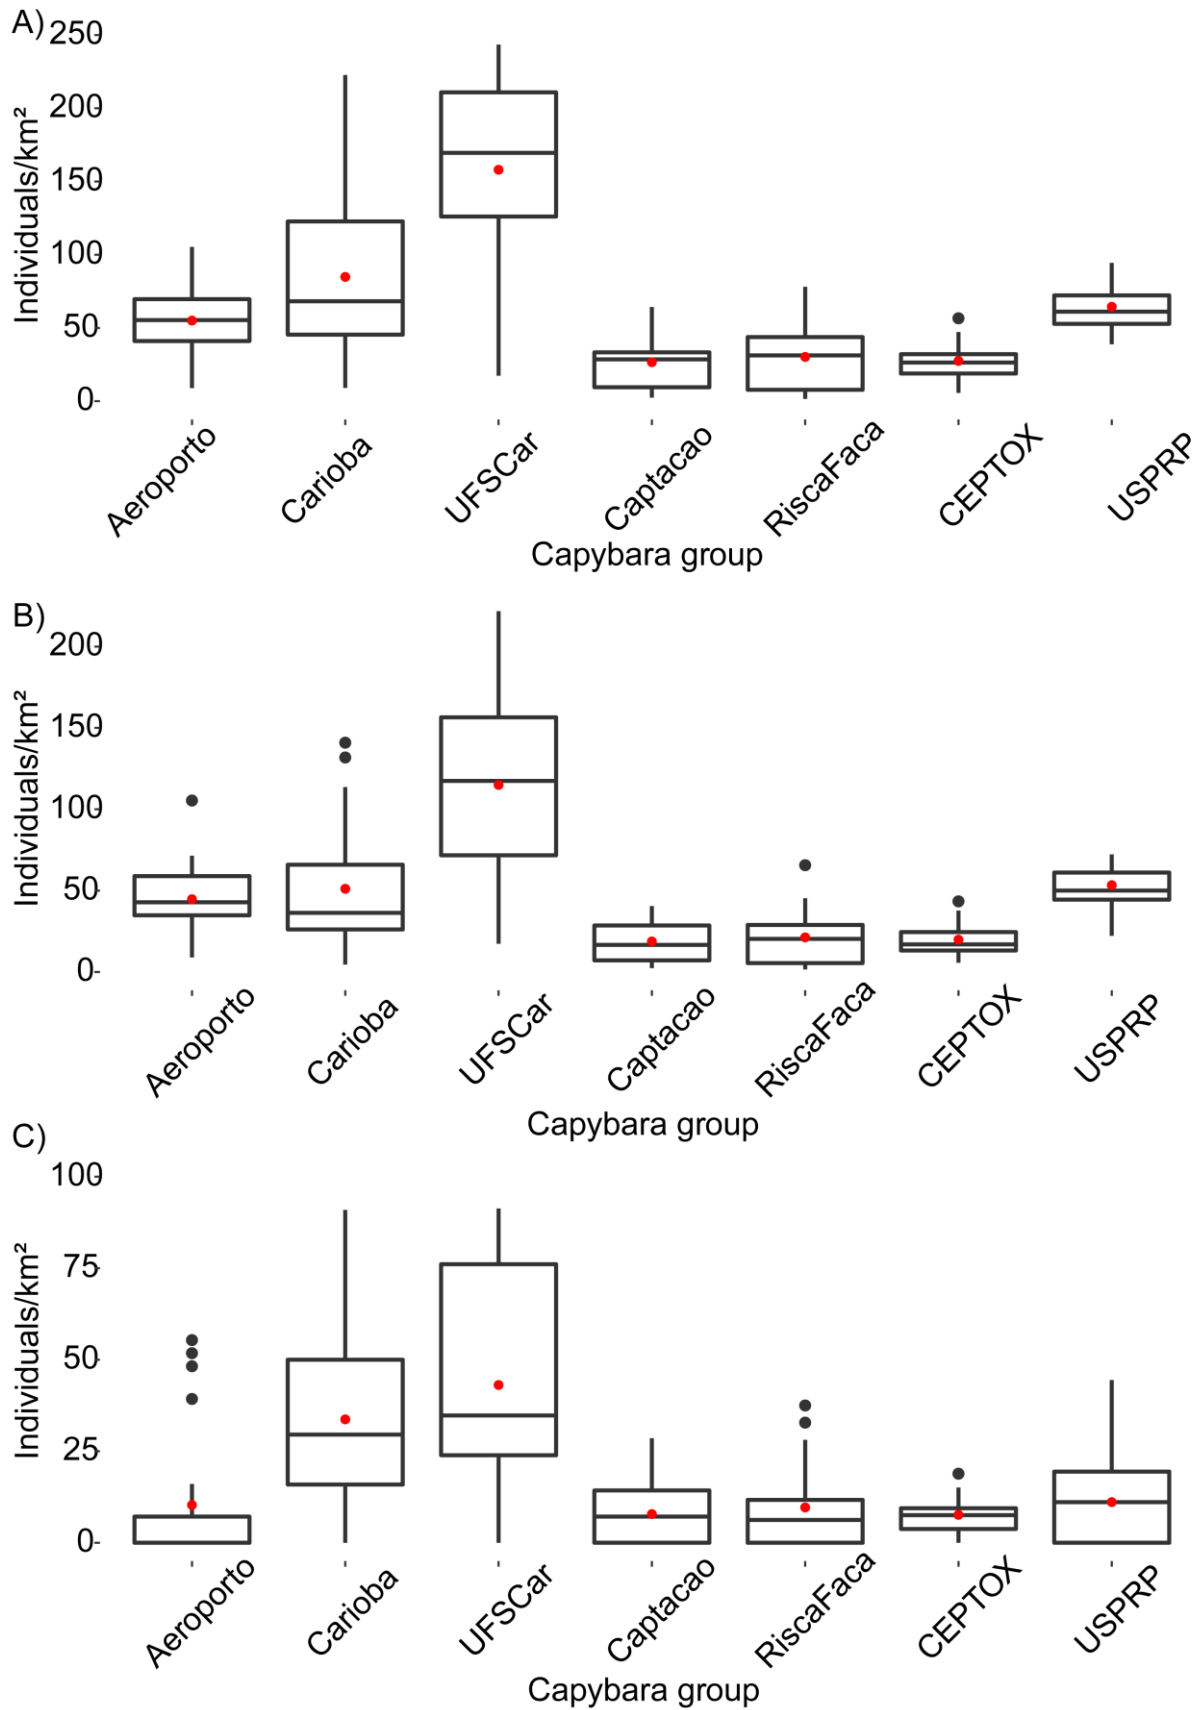 A)
250
200
150
100
50
0
Individuals/km²
Aeroporto
Carioba
UFSCar
Captacao
RiscaFaca
CEPTOX
USPRP
Capybara group
B)
200
150
100
50
0
Individuals/km²
Aeroporto
Carioba
UFSCar
Captacao
RiscaFaca
CEPTOX
USPRP
Capybara group
C)
100
75
50
25
0
Individuals/km²
Aeroporto
Carioba
UFSCar
Captacao
RiscaFaca
CEPTOX
USPRP
Capybara group